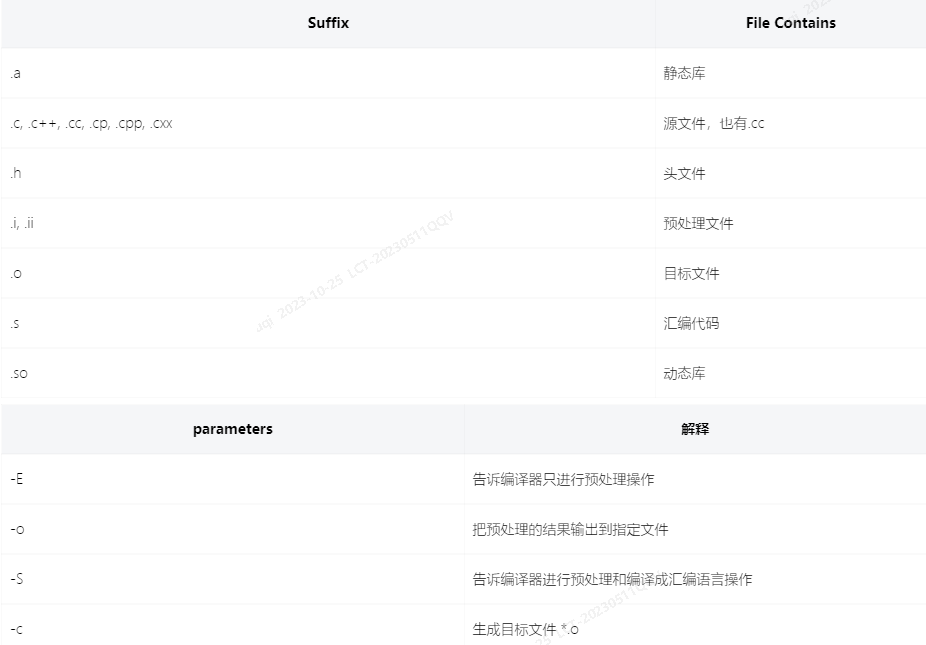 Suffix File Contains
.a 静态库
.c, .c++, .cc, .cp, .cpp, .cxx 源文件，也有.cc
.h 头文件
.i, .ii 预处理文件
.o 目标文件
.s 汇编代码
.so 动态库
parameters 解释
-E 告诉编译器只进行预处理操作
-o 把预处理的结果输出到指定文件
-S 告诉编译器进行预处理和编译成汇编语言操作
-c 生成目标文件 *.o
2023-10-25 LCT-20230511QQV